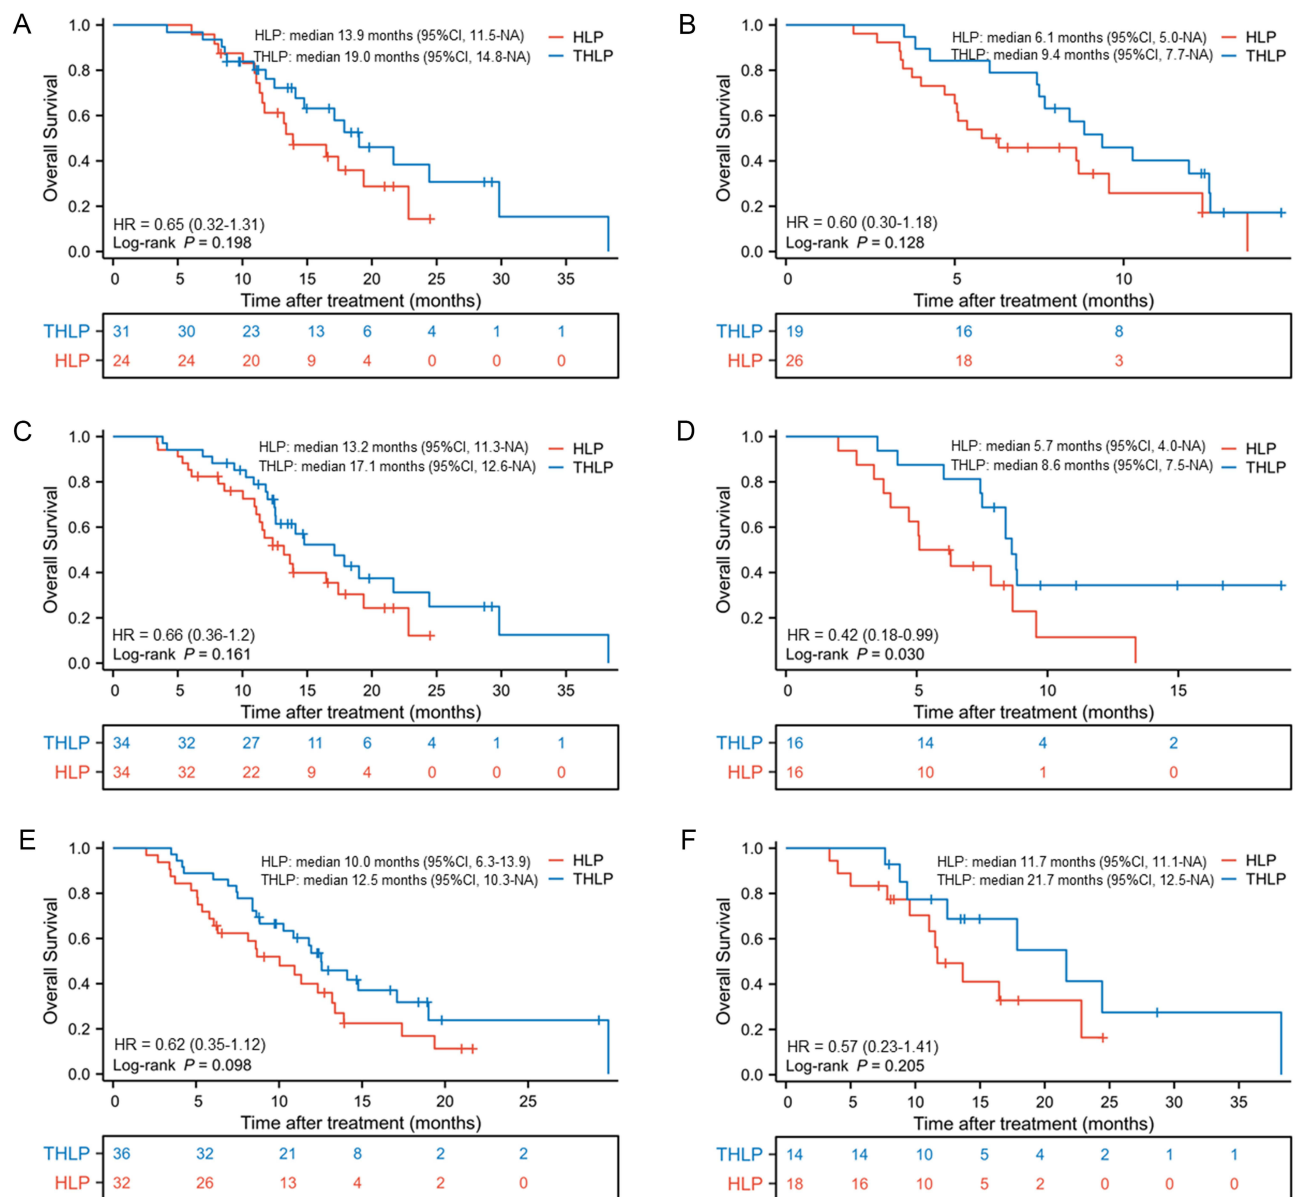 A
HLP: median 13.9 months (95%CI, 11.5-NA)
THLP: median 19.0 months (95%CI, 14.8-NA)
HLP
THLP
Overall Survival
1.0
0.8
0.6
0.4
0.2
0.0
HR = 0.65 (0.32-1.31)
Log-rank P = 0.198
0 5 10 15 20 25 30 35
Time after treatment (months)
THLP 31 30 23 13 6 4 1 1
HLP 24 24 20 9 4 0 0 0
B
HLP: median 6.1 months (95%CI, 5.0-NA)
THLP: median 9.4 months (95%CI, 7.7-NA)
HLP
THLP
Overall Survival
1.0
0.8
0.6
0.4
0.2
0.0
HR = 0.60 (0.30-1.18)
Log-rank P = 0.128
0 5 10
Time after treatment (months)
THLP 19 16 8
HLP 26 18 3
C
HLP: median 13.2 months (95%CI, 11.3-NA)
THLP: median 17.1 months (95%CI, 12.6-NA)
HLP
THLP
Overall Survival
1.0
0.8
0.6
0.4
0.2
0.0
HR = 0.66 (0.36-1.2)
Log-rank P = 0.161
0 5 10 15 20 25 30 35
Time after treatment (months)
THLP 34 32 27 11 6 4 1 1
HLP 34 32 22 9 4 0 0 0
D
HLP: median 5.7 months (95%CI, 4.0-NA)
THLP: median 8.6 months (95%CI, 7.5-NA)
HLP
THLP
Overall Survival
1.0
0.8
0.6
0.4
0.2
HR = 0.42 (0.18-0.99)
Log-rank P = 0.030
0 5 10 15
Time after treatment (months)
THLP 16 14 4 2
HLP 16 10 1 0
E
HLP: median 10.0 months (95%CI, 6.3-13.9)
THLP: median 12.5 months (95%CI, 10.3-NA)
HLP
THLP
Overall Survival
1.0
0.8
0.6
0.4
0.2
0.0
HR = 0.62 (0.35-1.12)
Log-rank P = 0.098
0 5 10 15 20 25
Time after treatment (months)
THLP 36 32 21 8 2 2
HLP 32 26 13 4 2 0
F
HLP: median 11.7 months (95%CI, 11.1-NA)
THLP: median 21.7 months (95%CI, 12.5-NA)
HLP
THLP
Overall Survival
1.0
0.8
0.6
0.4
0.2
0.0
HR = 0.57 (0.23-1.41)
Log-rank P = 0.205
0 5 10 15 20 25 30 35
Time after treatment (months)
THLP 14 14 10 5 4 2 1 1
HLP 18 16 10 5 2 0 0 0